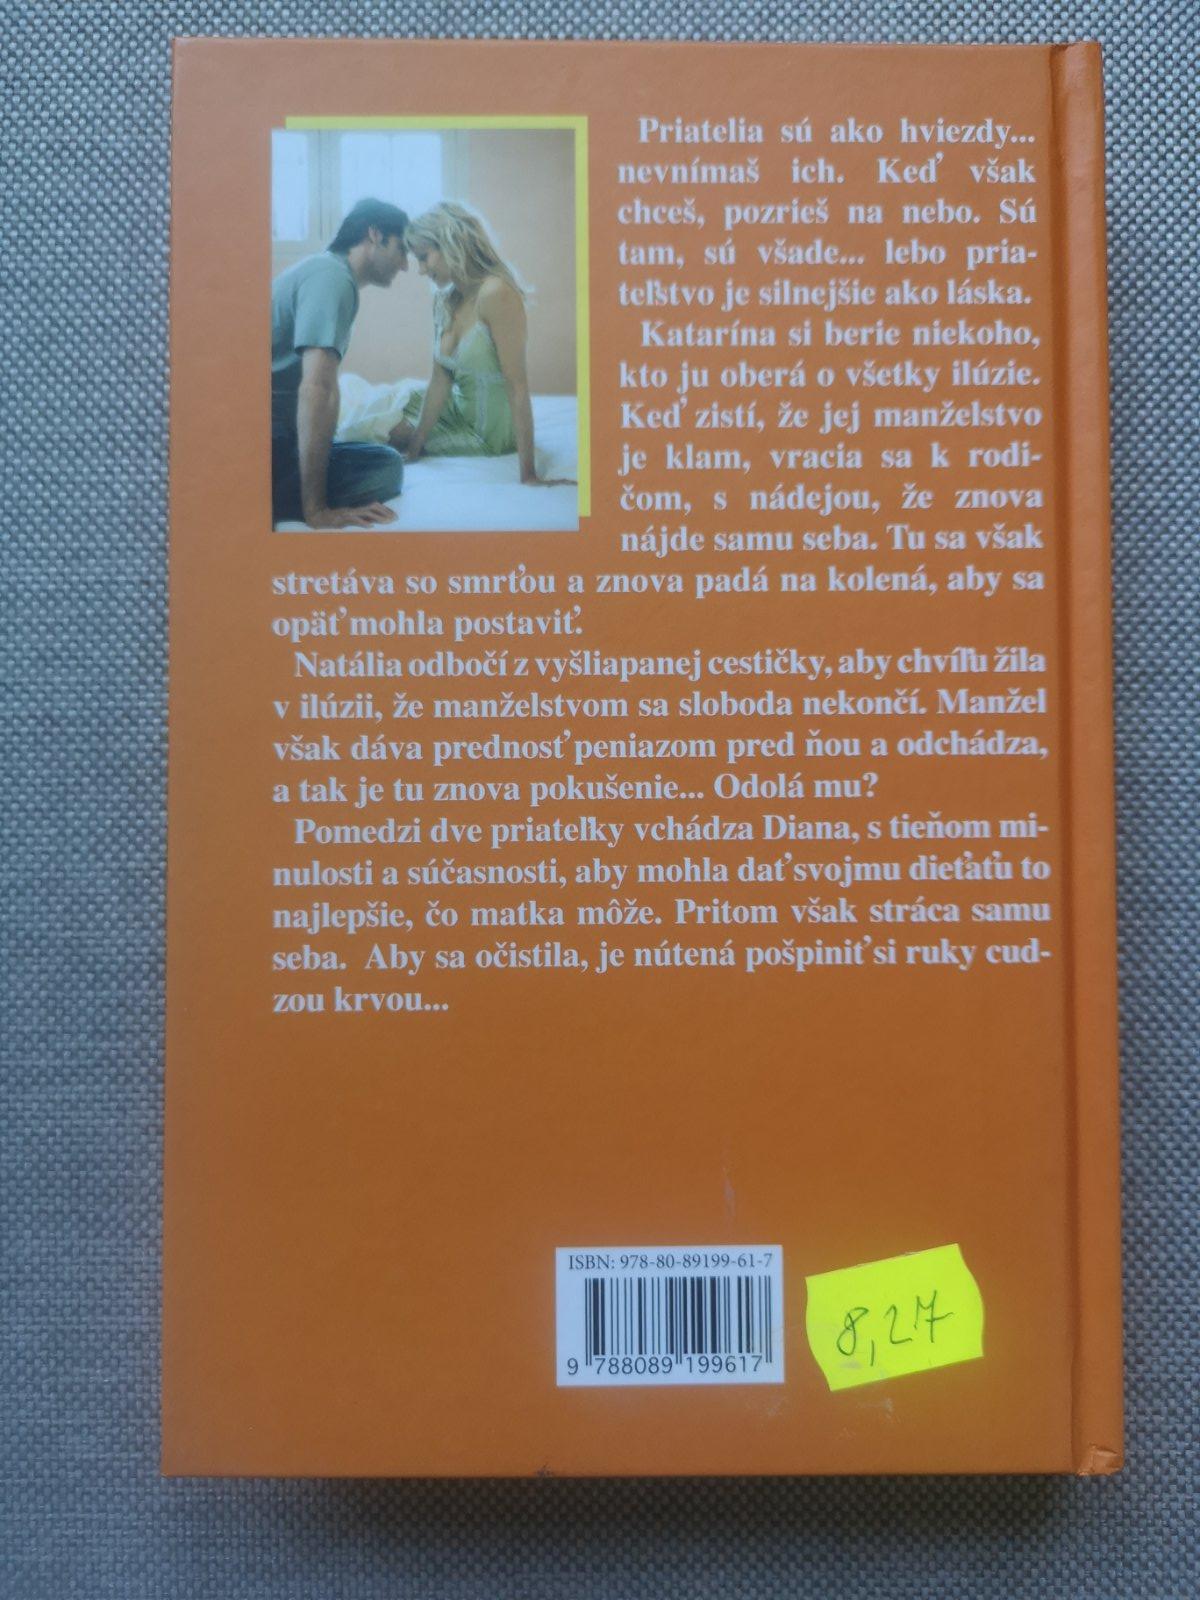 Priatelia sú ako hviezdy...
nevnímaš ich. Keď však
chceš, pozrieš na nebo. Sú
tam, sú všade... lebo pria-
teľstvo je silnejšie ako láska.
Katarína si berie niekoho,
kto ju oberá o všetky ilúzie.
Keď zistí, že jej manželstvo
je klam, vracia sa k rodi-
čom, s nádejou, že znova
nájde samu seba. Tu sa však
stretáva so smrťou a znova padá na kolená, aby sa
opäť mohla postaviť.
Natália odbočí z vyšliapanej cestičky, aby chvíľu žila
v ilúzii, že manželstvom sa sloboda nekončí. Manžel
však dáva prednosť peniazom pred ňou a odchádza,
a tak je tu znova pokušenie... Odolá mu?
Pomedzi dve priateľky vchádza Diana, s tieňom mi-
nulosti a súčasnosti, aby mohla dať svojmu dieťaťu to
najlepšie, čo matka môže. Pritom však stráca samu
seba. Aby sa očistila, je nútená pošpiniť si ruky cud-
zou krvou...
ISBN: 978-80-89199-61-7
9 788089 199617
8,27